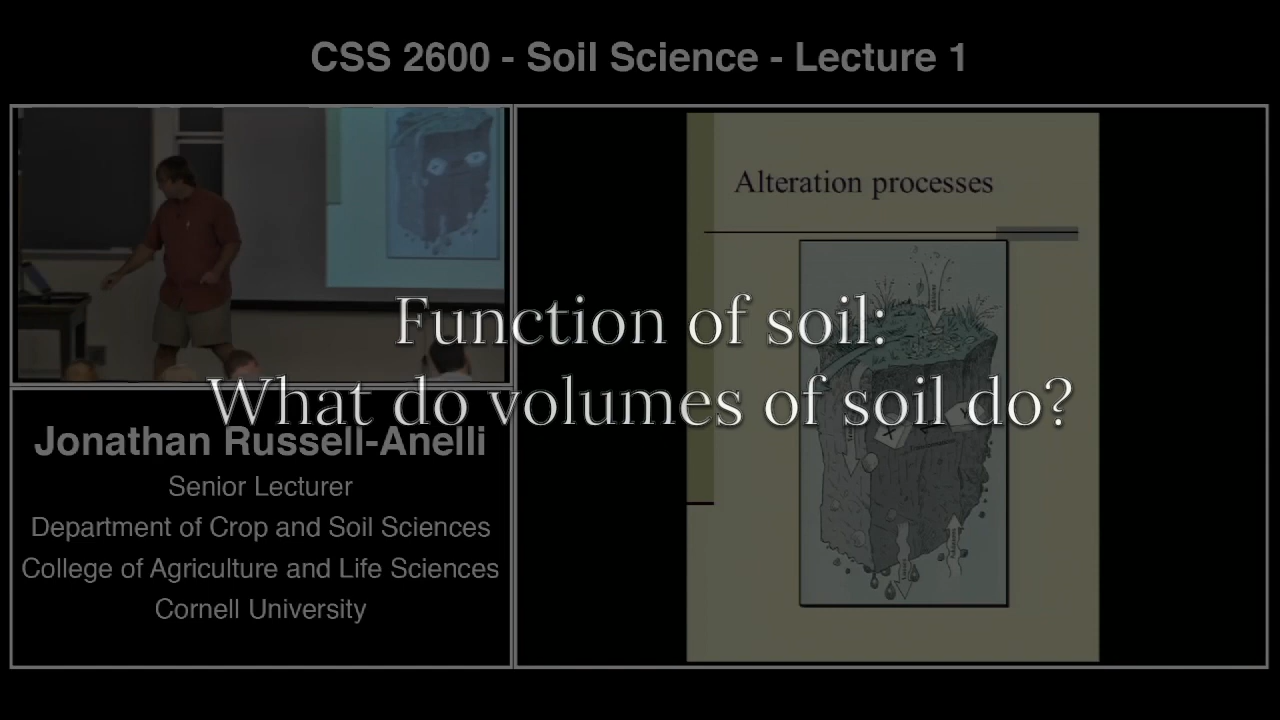 CSS 2600 - Soil Science - Lecture 1
Alteration processes
Function of soil:
What do volumes of soil do?
Jonathan Russell-Anelli
Senior Lecturer
Department of Crop and Soil Sciences
College of Agriculture and Life Sciences
Cornell University